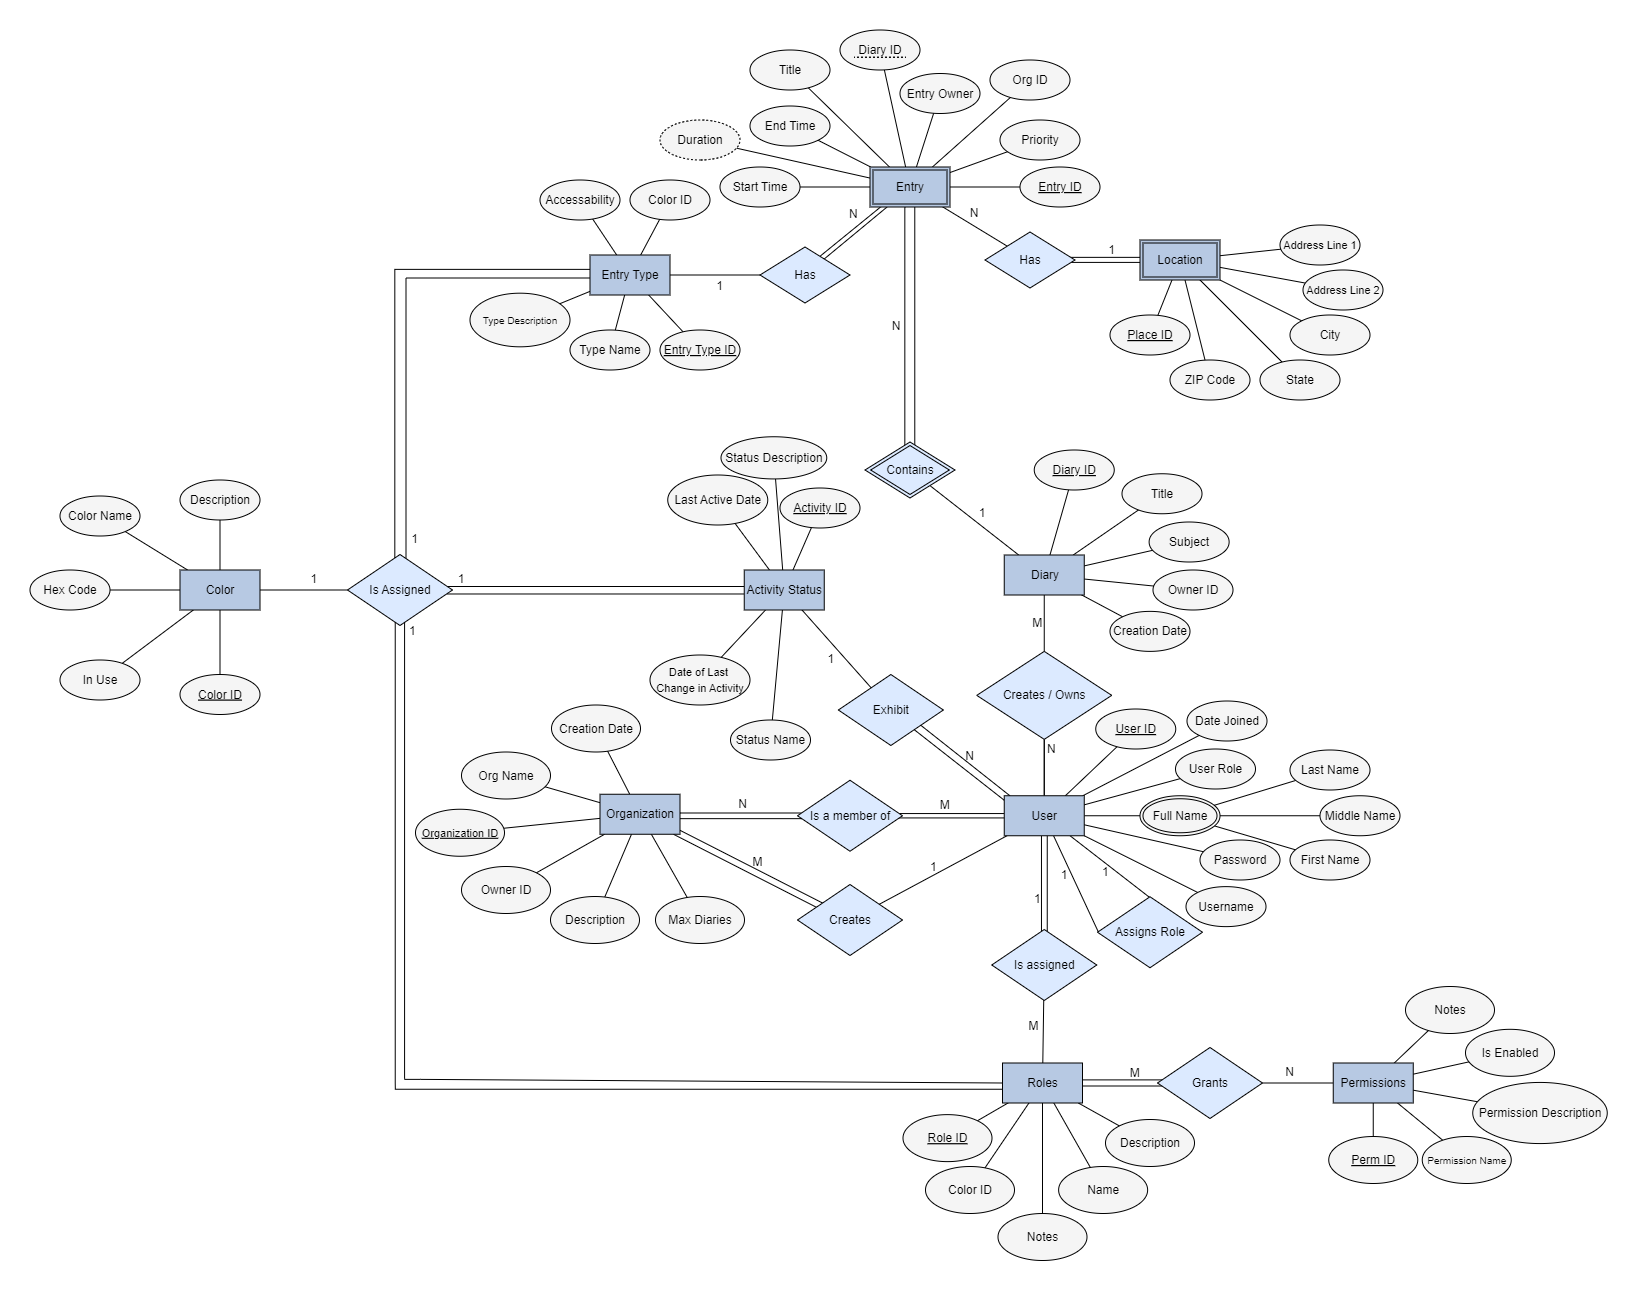 Diary ID
Title
Entry Owner
Org ID
End Time
Duration
Priority
Start Time
Entry
Entry ID
N
N
Accessability
Color ID
Entry Type
Has
1
Type Description
Type Name
Entry Type ID
Has
1
Location
Address Line 1
Address Line 2
City
State
ZIP Code
Place ID
N
Contains
1
Diary ID
Title
Subject
Owner ID
Creation Date
Diary
M
Creates / Owns
N
Status Description
Last Active Date
Activity ID
Activity Status
Date of Last
Change in Activity
Status Name
1
Exhibit
N
Color Name
Description
Hex Code
Color
In Use
Color ID
1
Is Assigned
1
1
1
Creation Date
Org Name
Organization ID
Owner ID
Description
Max Diaries
Organization
N
Is a member of
M
M
Creates
1
User
User ID
Date Joined
User Role
Full Name
Last Name
Middle Name
First Name
Password
Username
1
1
Assigns Role
1
Is assigned
M
Roles
Role ID
Color ID
Notes
Name
Description
M
Grants
N
Permissions
Notes
Is Enabled
Permission Description
Permission Name
Perm ID